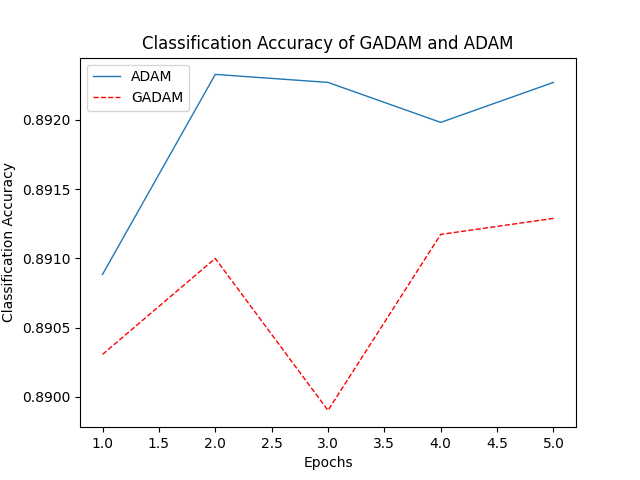 Classification Accuracy of GADAM and ADAM
ADAM
GADAM
Classification Accuracy
0.8920
0.8915
0.8910
0.8905
0.8900
1.0 1.5 2.0 2.5 3.0 3.5 4.0 4.5 5.0
Epochs